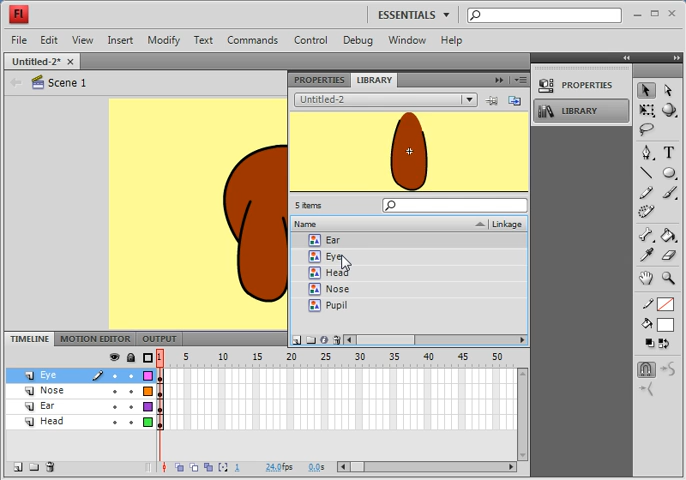 Fl ESSENTIALS
File Edit View Insert Modify Text Commands Control Debug Window Help
Untitled-2* ×
Scene 1
PROPERTIES LIBRARY
Untitled-2
5 items
Name Linkage
Ear
Eye
Head
Nose
Pupil
PROPERTIES
LIBRARY
T
TIMELINE MOTION EDITOR OUTPUT
1 5 10 15 20 25 30 35 40 45 50
Eye
Nose
Ear
Head
1 24.0fps 0.0s